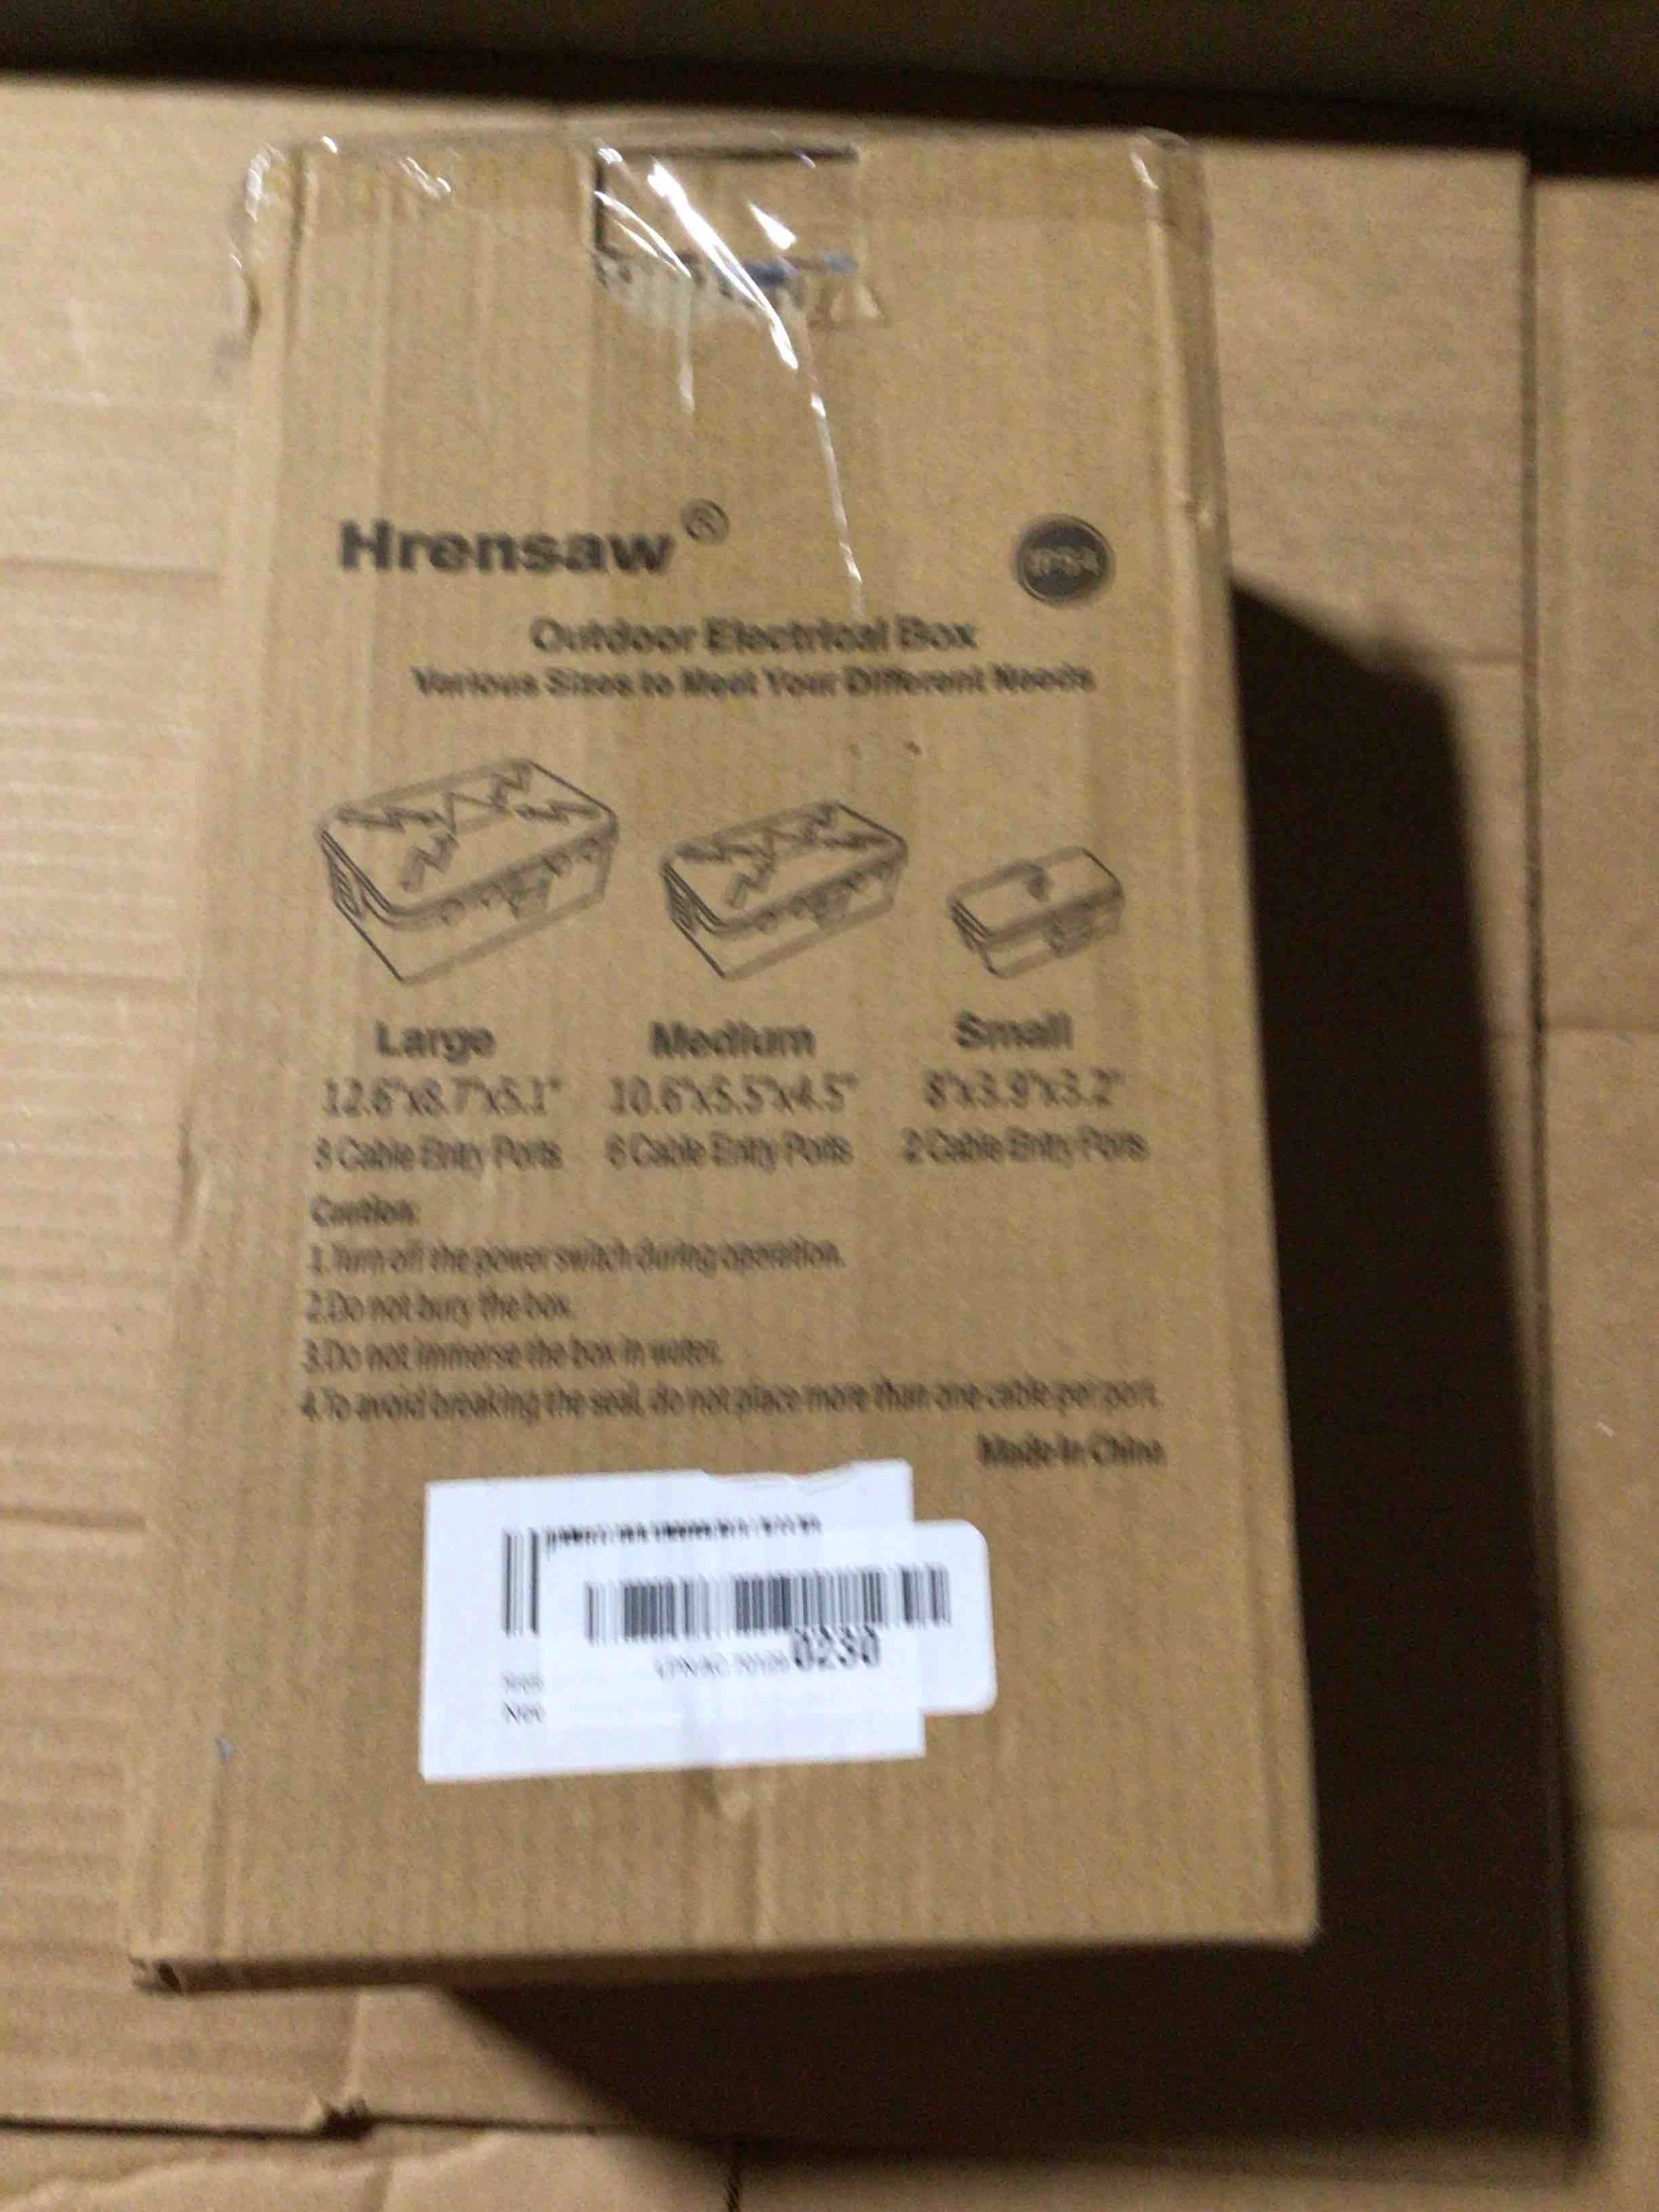 Hrensaw®
IP54
Outdoor Electrical Box
Various Sizes to Meet Your Different Needs
Large Medium Small
12.6"x8.7"x5.1" 10.6"x5.5"x4.5" 8"x3.9"x3.2"
8 Cable Entry Ports 6 Cable Entry Ports 2 Cable Entry Ports
Caution:
1.Turn off the power switch during operation.
2.Do not bury the box.
3.Do not immerse the box in water.
4.To avoid breaking the seal, do not place more than one cable per port.
Made in China
0230